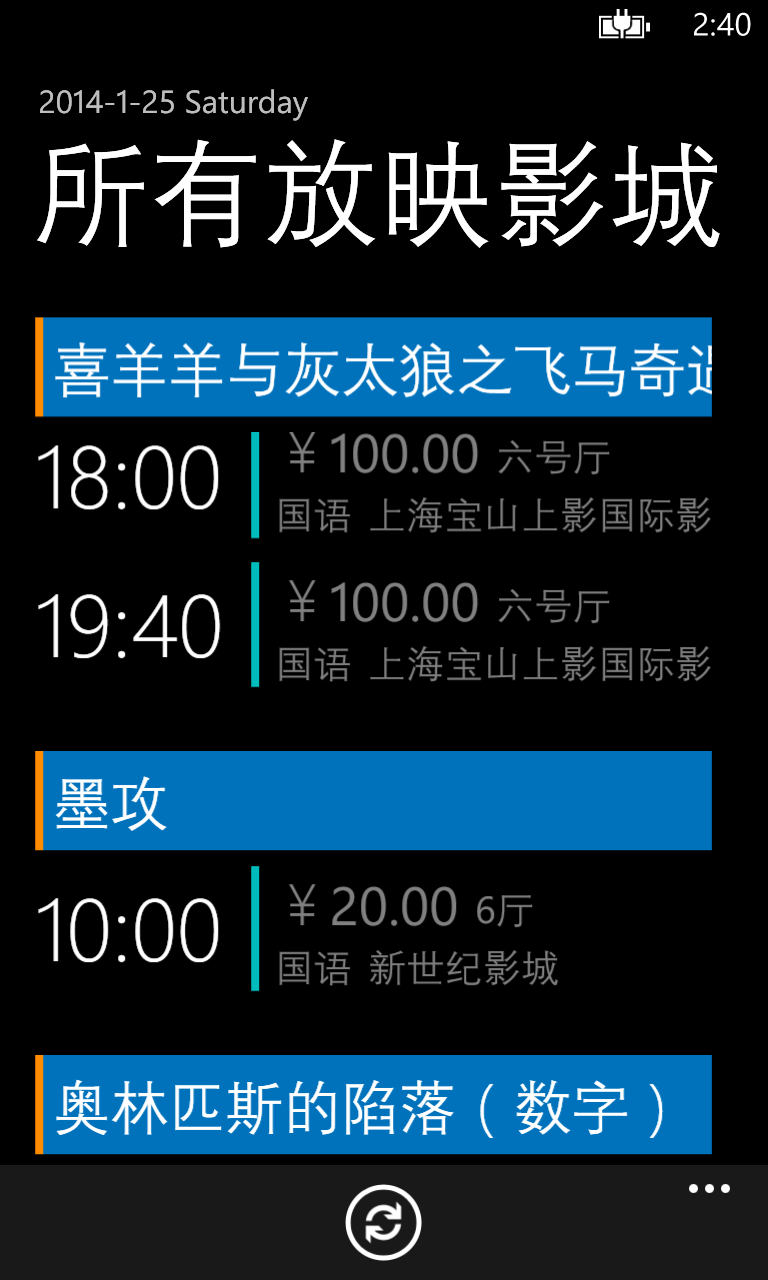 2:40
2014-1-25 Saturday
所有放映影城
喜羊羊与灰太狼之飞马奇
18:00
￥100.00 六号厅
国语 上海宝山上影国际影
19:40
￥100.00 六号厅
国语 上海宝山上影国际影
墨攻
10:00
￥20.00 6厅
国语 新世纪影城
奥林匹斯的陷落（数字）